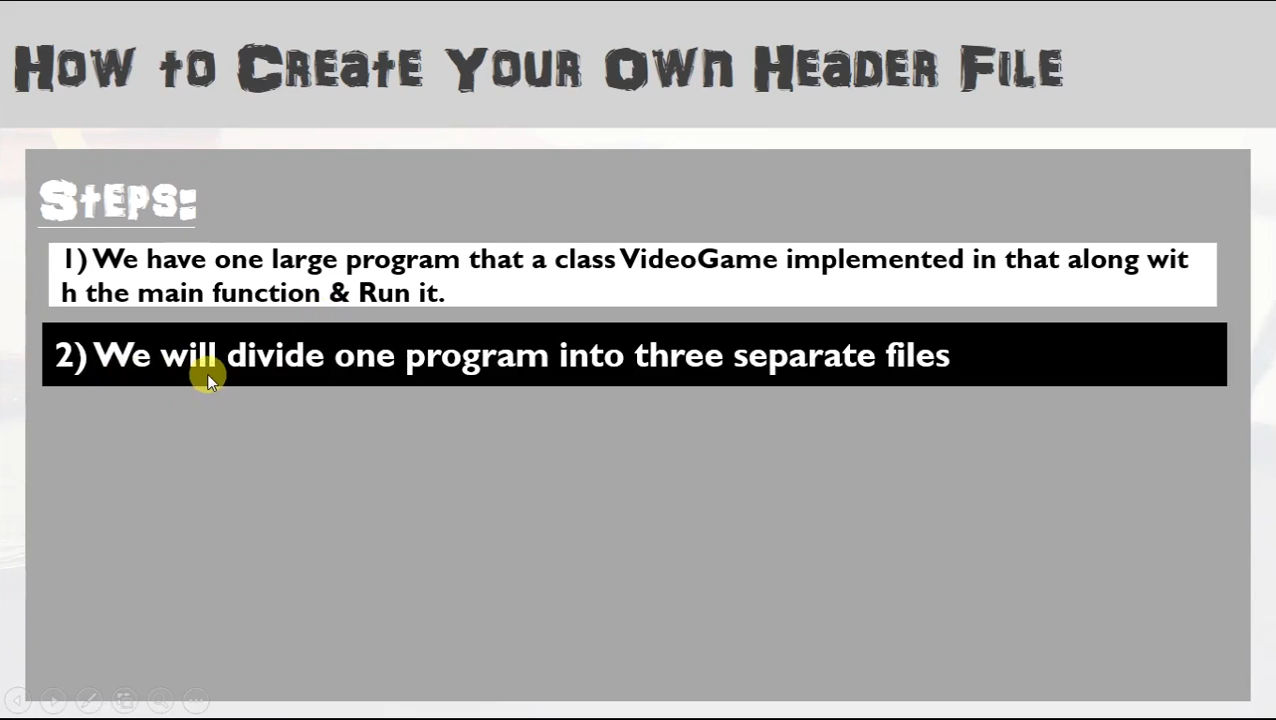 How to Create Your Own Header File
Steps:
1) We have one large program that a class VideoGame implemented in that along wit
h the main function & Run it.
2) We will divide one program into three separate files